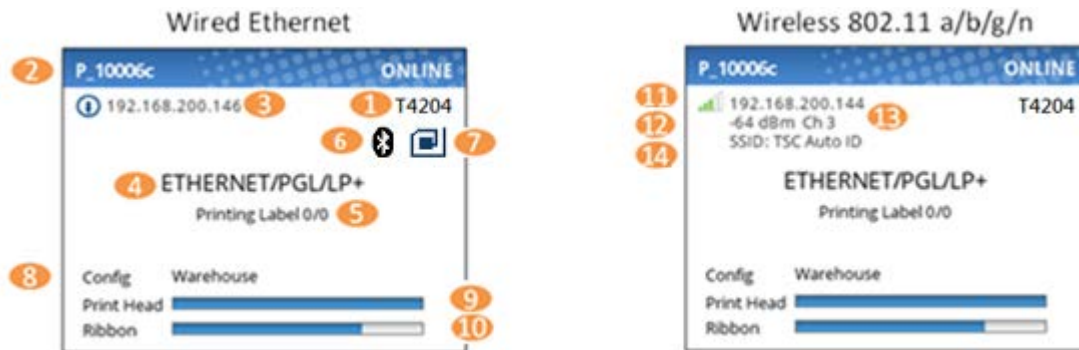 Wired Ethernet
2 P_10006c ONLINE
192.168.200.146 3 1 T4204
6 7
4 ETHERNET/PGL/LP+
Printing Label 0/0 5
8 Config Warehouse
Print Head 9
Ribbon 10
Wireless 802.11 a/b/g/n
P_10006c ONLINE
11 192.168.200.144 T4204
12 -64 dBm Ch 3 13
14 SSID: TSC Auto ID
ETHERNET/PGL/LP+
Printing Label 0/0
Config Warehouse
Print Head
Ribbon